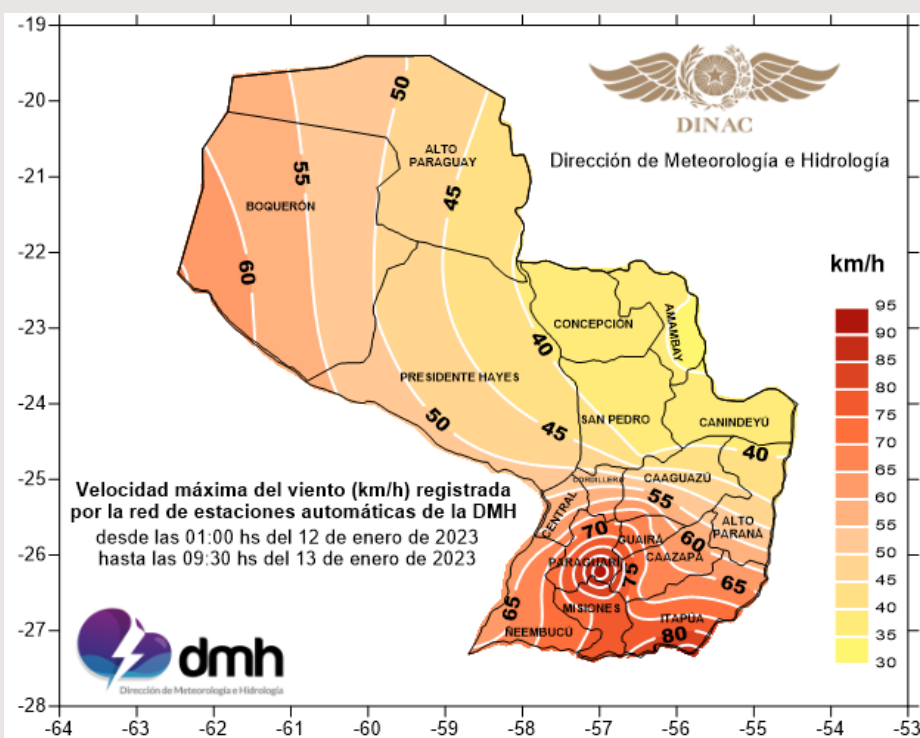 -19
-20
-21
-22
-23
-24
-25
-26
-27
-28
-64
-63
-62
-61
-60
-59
-58
-57
-56
-55
-54
-53
DINAC
Dirección de Meteorología e Hidrología
km/h
95
90
85
80
75
70
65
60
55
50
45
40
35
30
50
ALTO
PARAGUAY
55
45
BOQUERÓN
60
CONCEPCIÓN
AMAMBAY
40
PRESIDENTE HAYES
50
45
SAN PEDRO
CANINDEYÚ
40
CORDILLERA
CAAGUAZÚ
55
CENTRAL
ALTO
PARANÁ
70
GUAIRÁ
60
CAAZAPÁ
PARAGUARÍ
75
65
65
MISIONES
ITAPÚA
ÑEEMBUCÚ
80
Velocidad máxima del viento (km/h) registrada
por la red de estaciones automáticas de la DMH
desde las 01:00 hs del 12 de enero de 2023
hasta las 09:30 hs del 13 de enero de 2023
dmh
Dirección de Meteorología e Hidrología